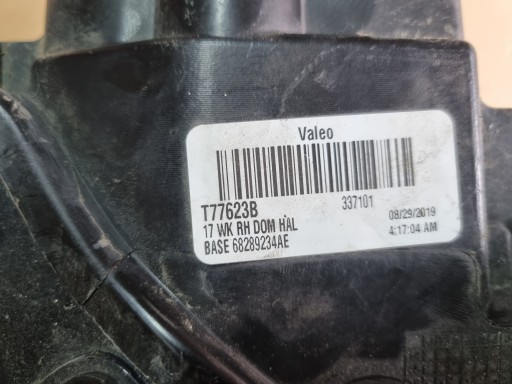 Valeo
T77623B 337101 08/29/2019
17 WK RH DOM HAL 4:17:04 AM
BASE 68289234AE